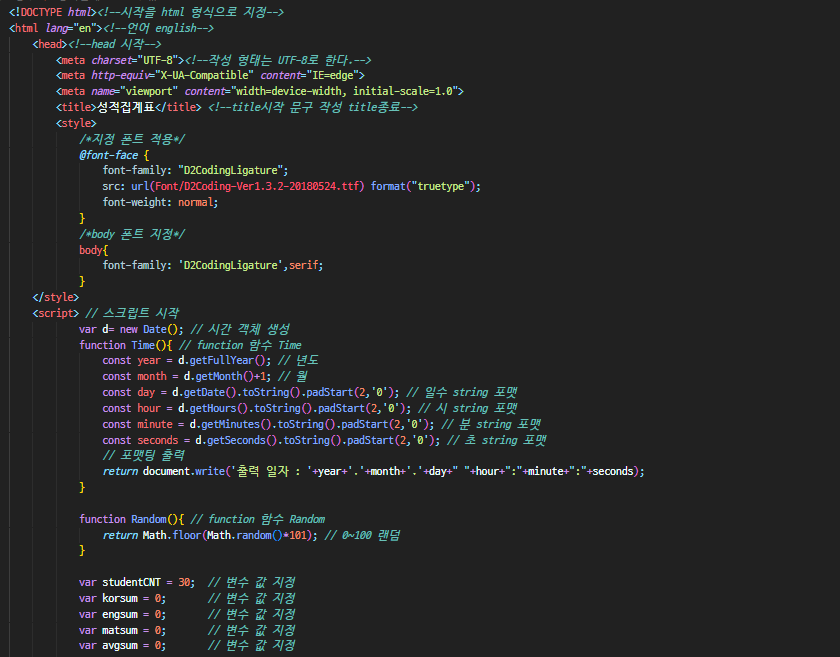 <!DOCTYPE html><!--시작을 html 형식으로 지정-->
<html lang="en"><!--언어 english-->
<head><!--head 시작-->
<meta charset="UTF-8"><!--작성 형태는 UTF-8로 한다.-->
<meta http-equiv="X-UA-Compatible" content="IE=edge">
<meta name="viewport" content="width=device-width, initial-scale=1.0">
<title>성적집계표</title> <!--title시작 문구 작성 title종료-->
<style>
/*지정 폰트 적용*/
@font-face {
font-family: "D2CodingLigature";
src: url(Font/D2Coding-Ver1.3.2-20180524.ttf) format("truetype");
font-weight: normal;
}
/*body 폰트 지정*/
body{
font-family: 'D2CodingLigature',serif;
}
</style>
<script> // 스크립트 시작
var d= new Date(); // 시간 객체 생성
function Time(){ // function 함수 Time
const year = d.getFullYear(); // 년도
const month = d.getMonth()+1; // 월
const day = d.getDate().toString().padStart(2,'0'); // 일수 string 포맷
const hour = d.getHours().toString().padStart(2,'0'); // 시 string 포맷
const minute = d.getMinutes().toString().padStart(2,'0'); // 분 string 포맷
const seconds = d.getSeconds().toString().padStart(2,'0'); // 초 string 포맷
// 포맷팅 출력
return document.write('출력 일자 : '+year+'.'+month+'.'+day+" "+hour+":"+minute+":"+seconds);
}
function Random(){ // function 함수 Random
return Math.floor(Math.random()*101); // 0~100 랜덤
}
var studentCNT = 30; // 변수 값 지정
var korsum = 0; // 변수 값 지정
var engsum = 0; // 변수 값 지정
var matsum = 0; // 변수 값 지정
var avgsum = 0; // 변수 값 지정